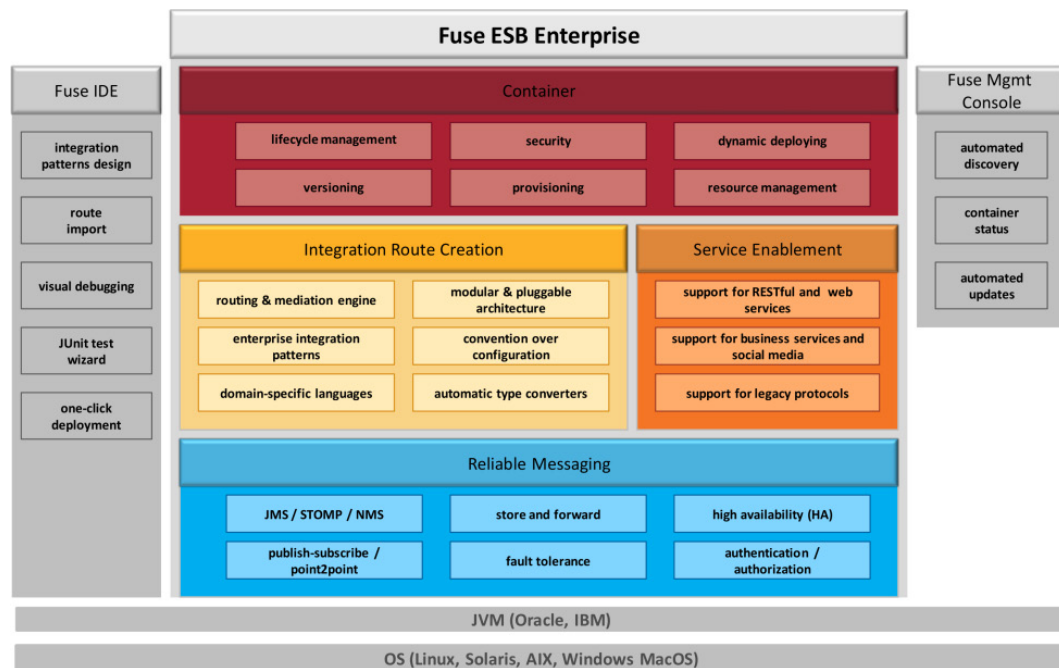 Fuse ESB Enterprise
Fuse IDE
integration
patterns design
route
import
visual debugging
JUnit test
wizard
one-click
deployment
Container
lifecycle management
security
dynamic deploying
versioning
provisioning
resource management
Integration Route Creation
routing & mediation engine
modular & pluggable
architecture
enterprise integration
patterns
convention over
configuration
domain-specific languages
automatic type converters
Service Enablement
support for RESTful and web
services
support for business services and
social media
support for legacy protocols
Reliable Messaging
JMS / STOMP / NMS
store and forward
high availability (HA)
publish-subscribe /
point2point
fault tolerance
authentication /
authorization
Fuse Mgmt
Console
automated
discovery
container
status
automated
updates
JVM (Oracle, IBM)
OS (Linux, Solaris, AIX, Windows MacOS)